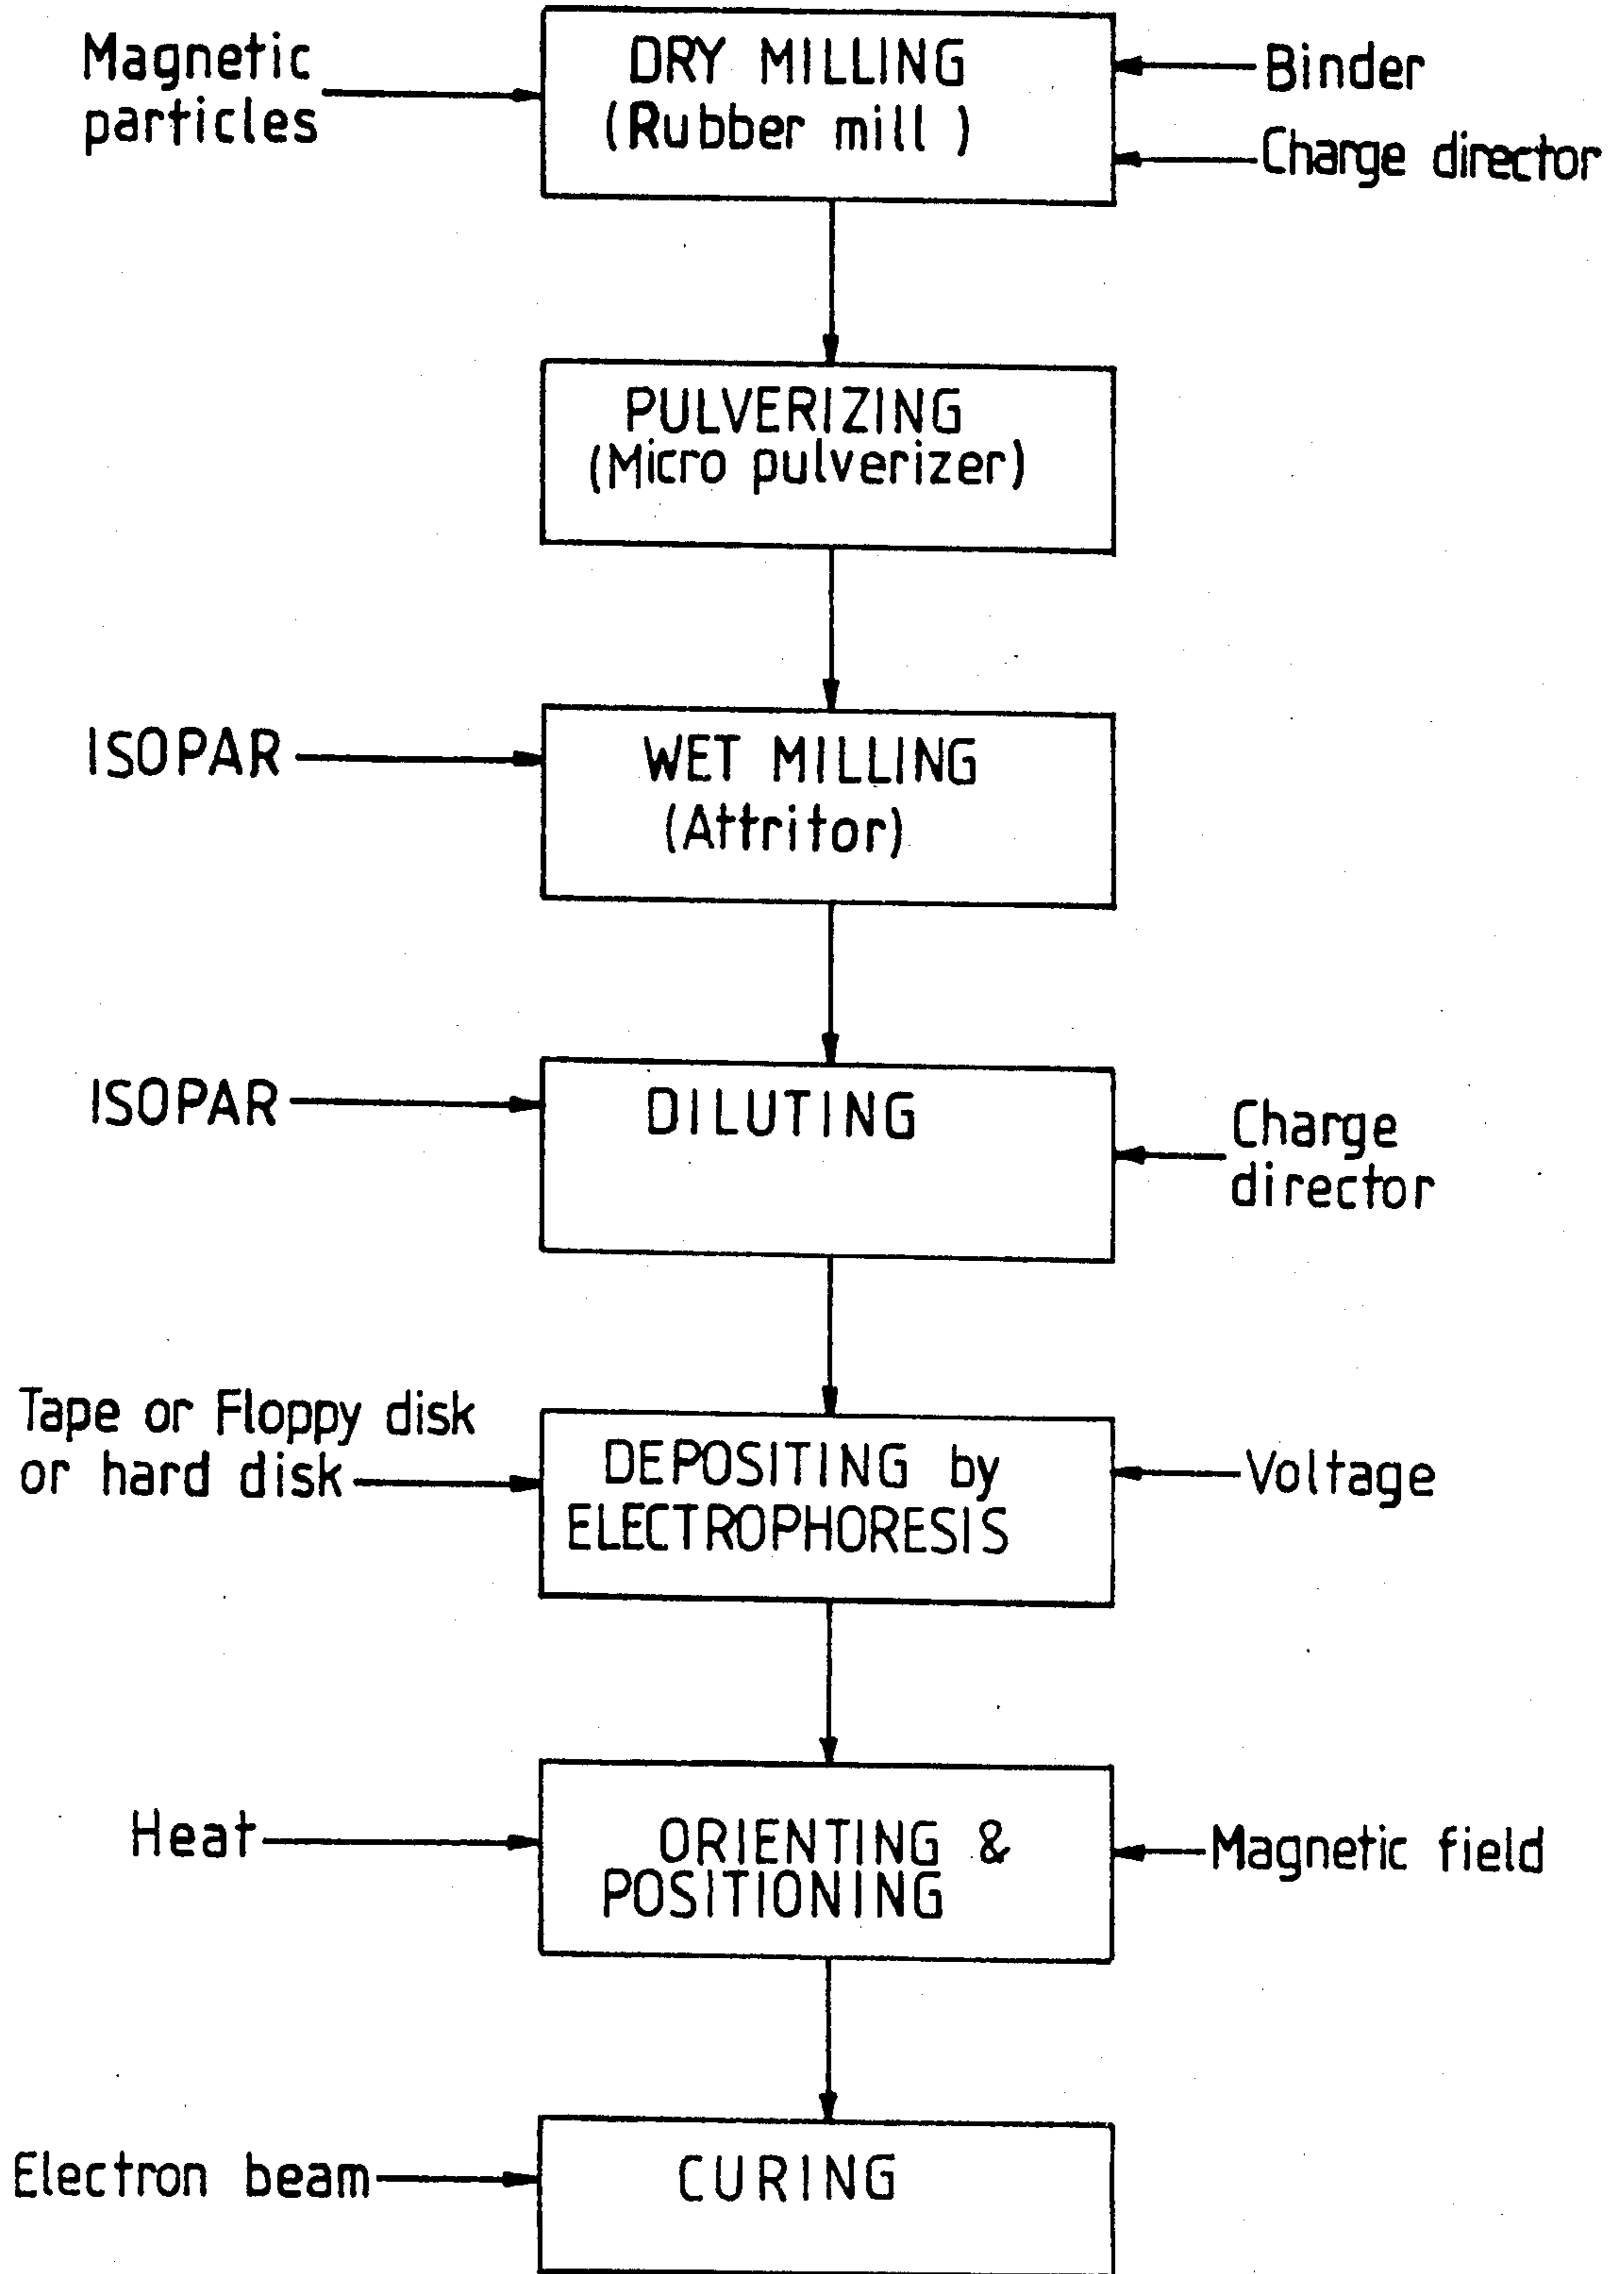 Magnetic
particles
DRY MILLING
(Rubber mill )
Binder
Charge director
PULVERIZING
(Micro pulverizer)
ISOPAR
WET MILLING
(Attritor)
ISOPAR
DILUTING
Charge
director
Tape or Floppy disk
or hard disk
DEPOSITING by
ELECTROPHORESIS
Voltage
Heat
ORIENTING &
POSITIONING
Magnetic field
Electron beam
CURING